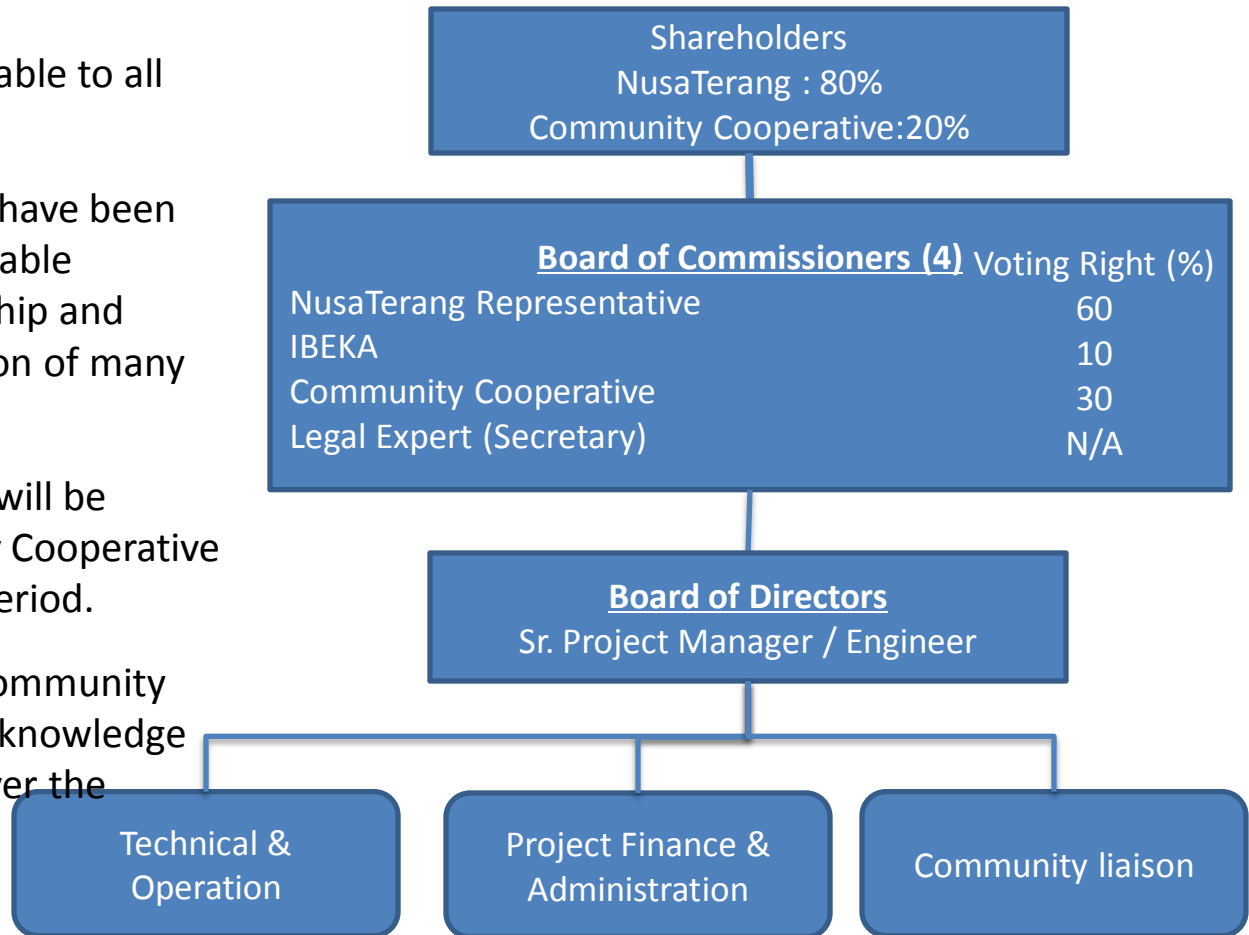 able to all
have been
able
hip and
on of many
will be
y Cooperative
eriod.
ommunity
knowledge
ver the
Shareholders
NusaTerang : 80%
Community Cooperative:20%
Board of Commissioners (4) Voting Right (%)
NusaTerang Representative 60
IBEKA 10
Community Cooperative 30
Legal Expert (Secretary) N/A
Board of Directors
Sr. Project Manager / Engineer
Technical &
Operation
Project Finance &
Administration
Community liaison